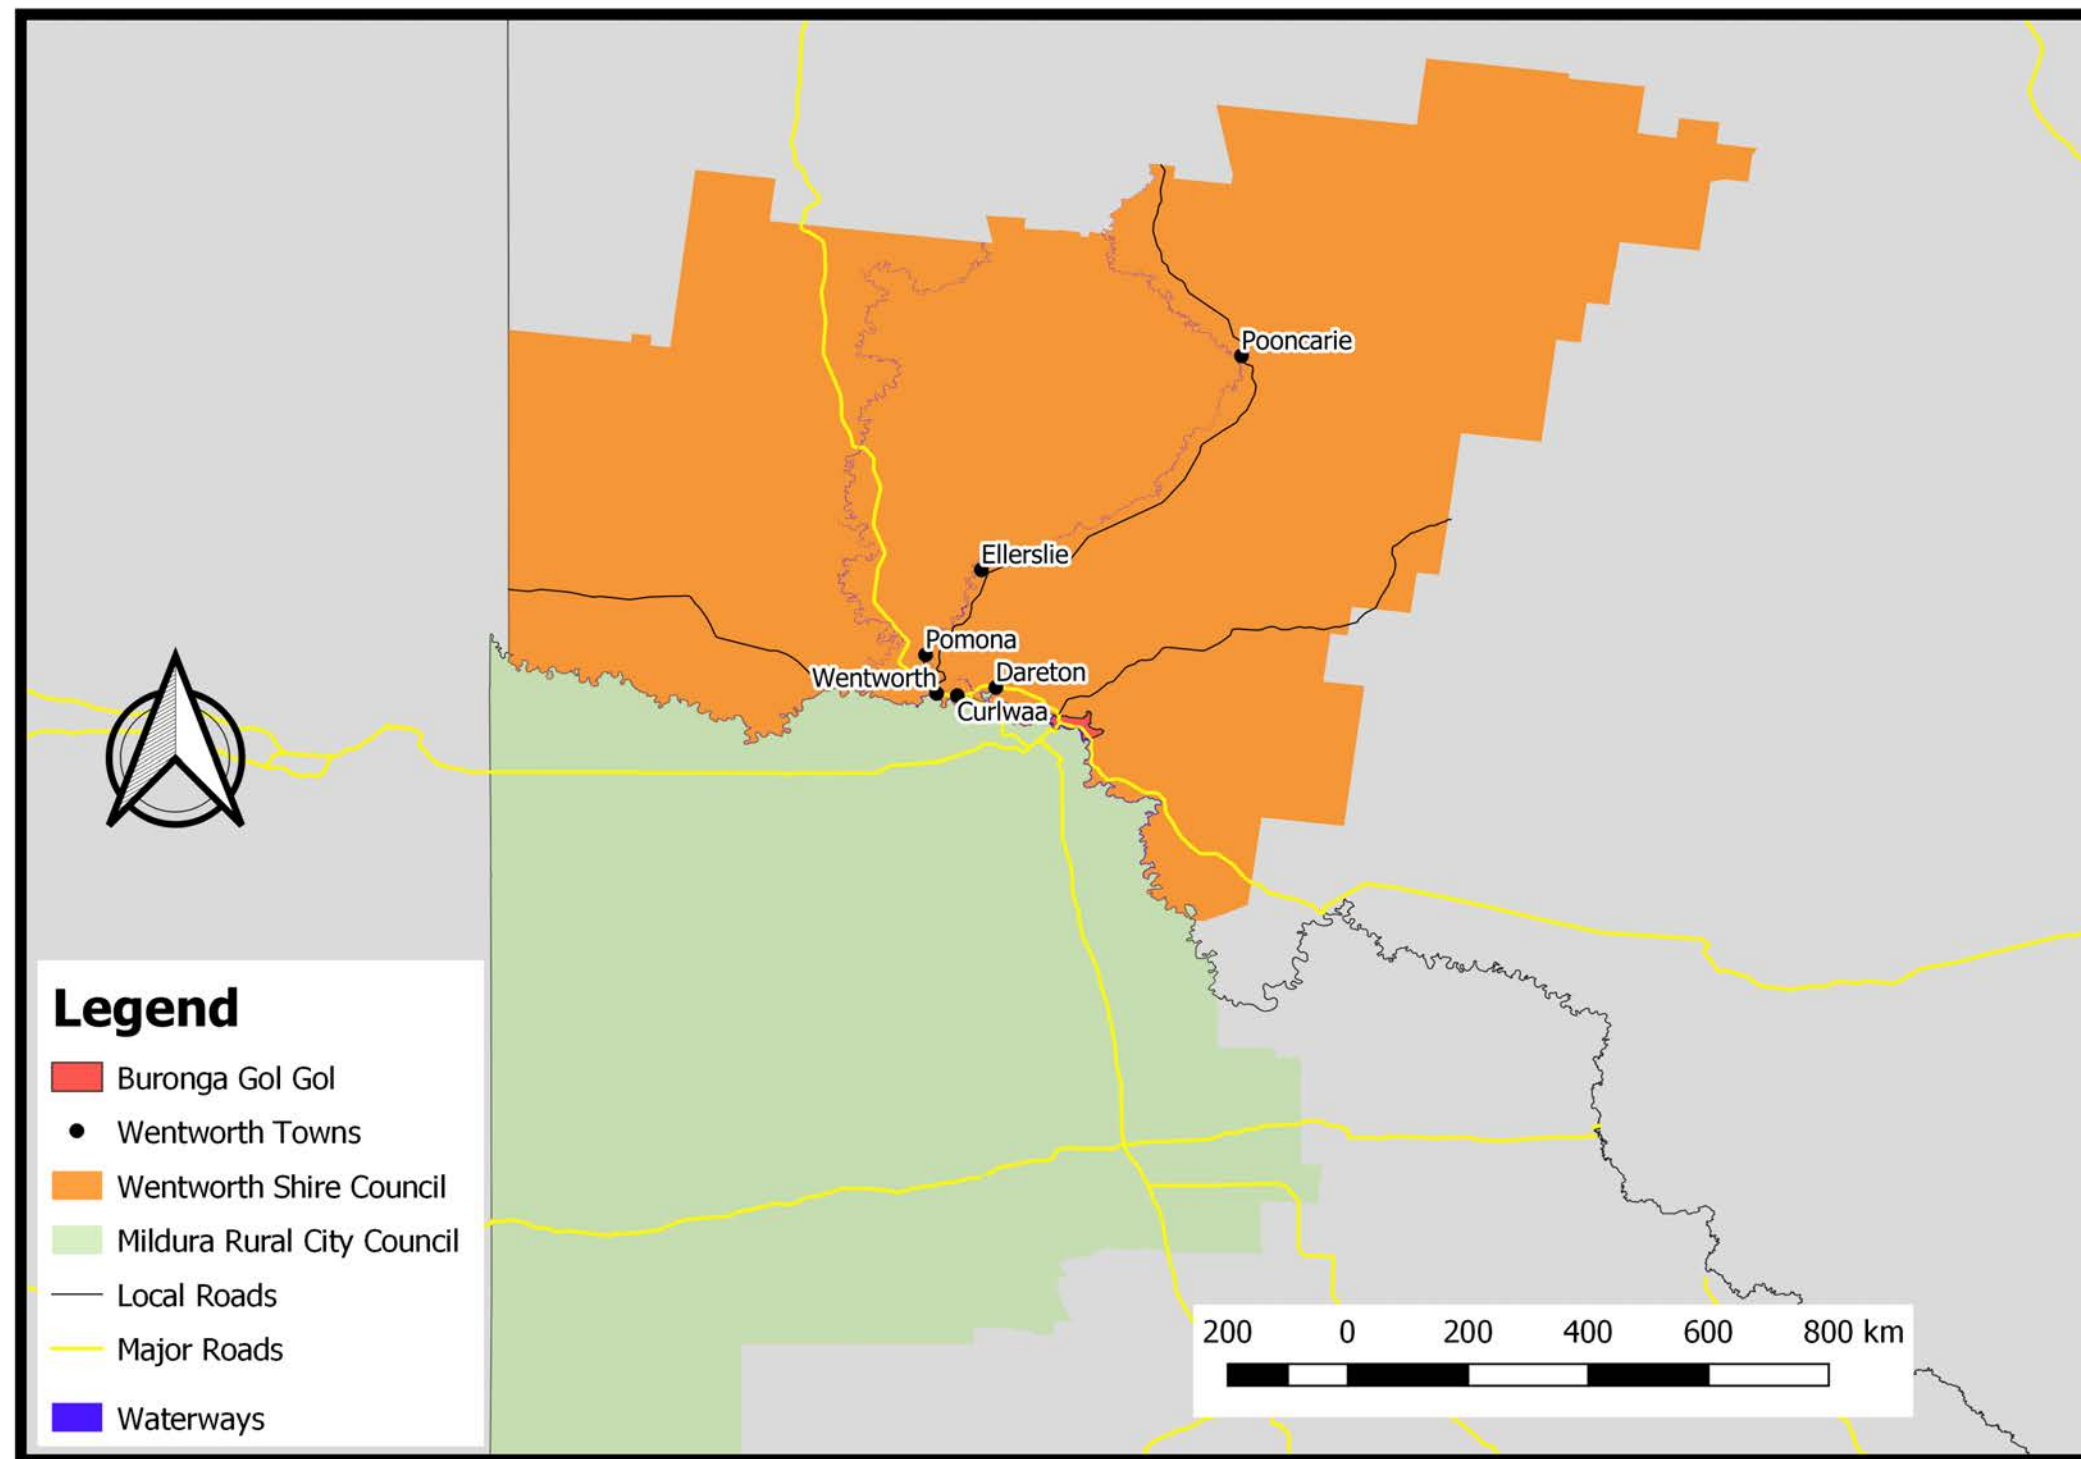 Pooncarie
Ellerslie
Pomona
Wentworth
Dareton
Curlwaa
Legend
Buronga Gol Gol
Wentworth Towns
Wentworth Shire Council
Mildura Rural City Council
Local Roads
Major Roads
Waterways
200 0 200 400 600 800 km